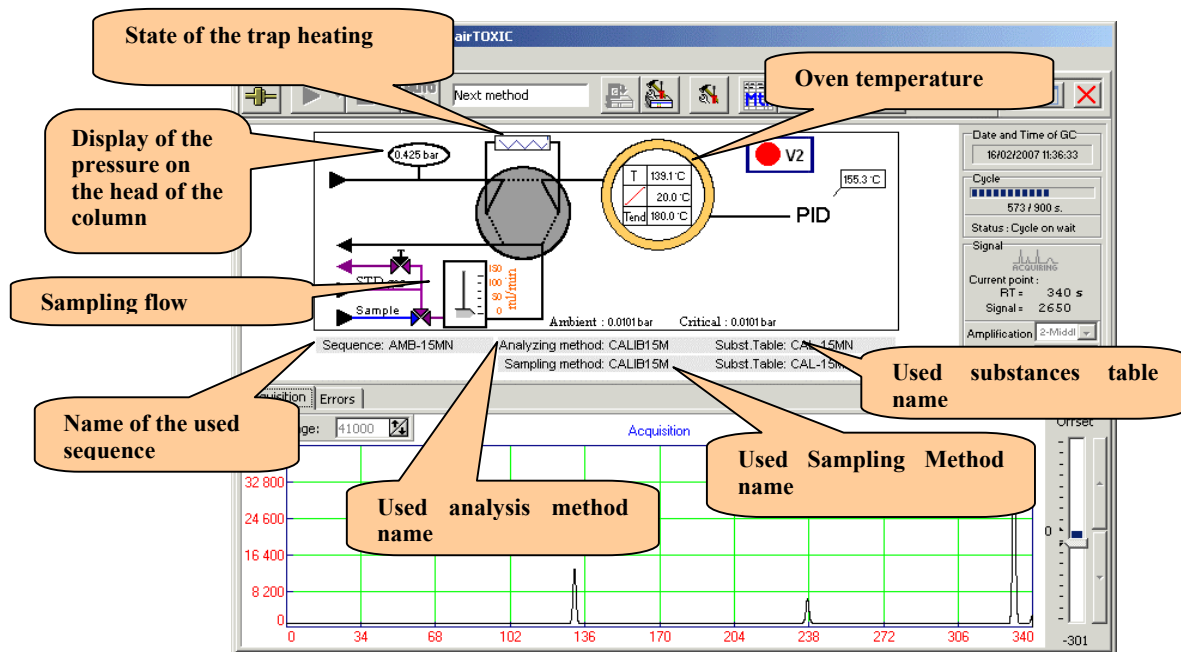 State of the trap heating
airTOXIC
Oven temperature
Next method
Display of the
pressure on
the head of the
column
0.425 bar
T 139.1°C
20.0 °C
Tend 180.0 °C
V2
155.3 °C
PID
Date and Time of GC
16/02/2007 11:36:33
Cycle
573 / 900 s.
Status : Cycle on wait
Signal
ACQUIRING
Current point :
RT = 340 s
Signal = 2650
Amplification 2-Middl
Sampling flow
Sample
150
100
50
0
ml/mn
Ambient : 0.0101 bar Critical : 0.0101 bar
Sequence: AMB-15MN Analyzing method: CALIB15M Subst.Table: CAL-15MN
Sampling method: CALIB15M Subst.Table: CAL-15M
Used substances table
name
Name of the used
sequence
Errors
41000
Acquisition
Offset
Used Sampling Method
name
Used analysis method
name
32 800
24 600
16 400
8 200
0
0 34 68 102 136 170 204 238 272 306 340
0
-301